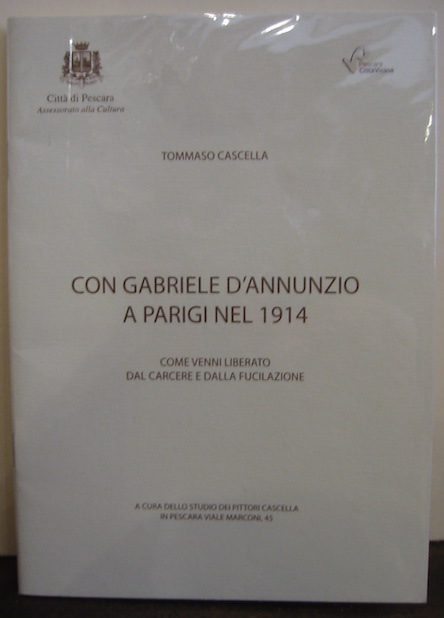 Città di Pescara
Assessorato alla Cultura
Pescara
TOMMASO CASCELLA
CON GABRIELE D'ANNUNZIO
A PARIGI NEL 1914
COME VENNI LIBERATO
DAL CARCERE E DALLA FUCILAZIONE
A CURA DELLO STUDIO DEI PITTORI CASCELLA
IN PESCARA VIALE MARCONI, 45